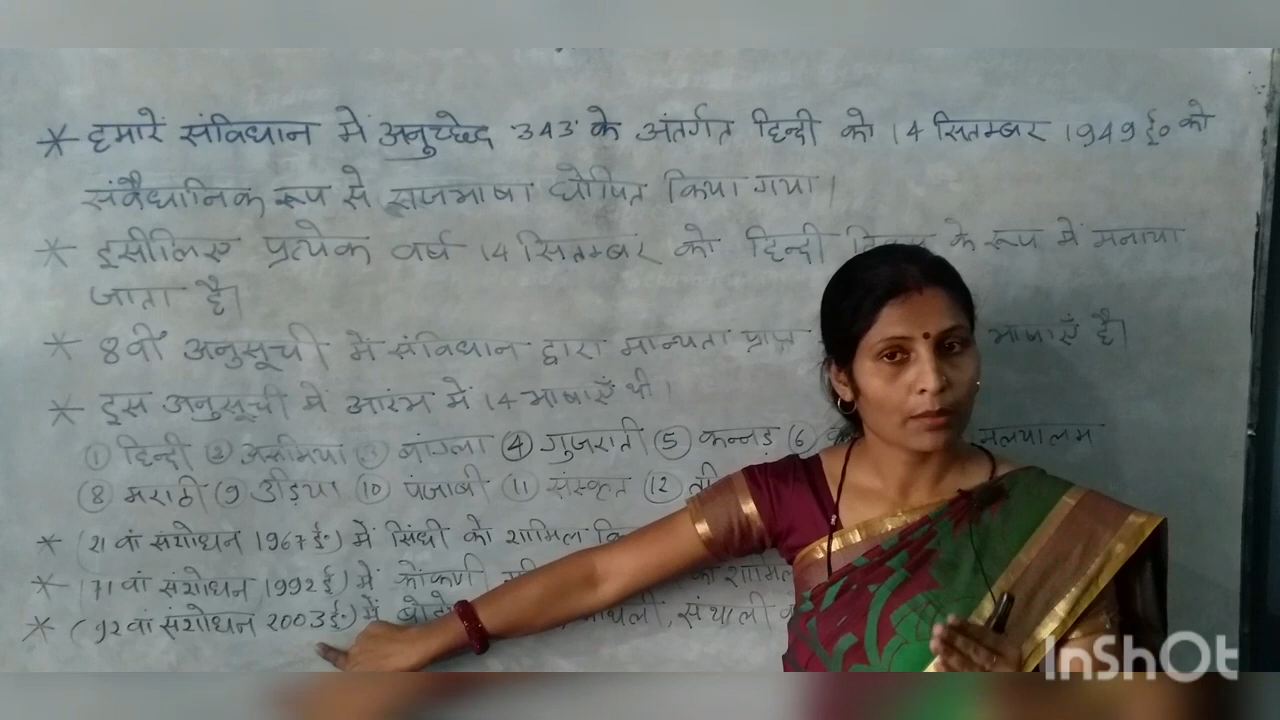 * हमारे संविधान में अनुच्छेद '343' के अंतर्गत हिन्दी को 14 सितम्बर 1949 ई० को
संवैधानिक रूप से राजभाषा घोषित किया गया।
* इसीलिए प्रत्येक वर्ष 14 सितम्बर को हिन्दी के रूप में मनाया
जाता है।
* 8वीं अनुसूची में संविधान द्वारा मान्यता प्राप्त भाषाएँ है।
* इस अनुसूची में आरंभ में 14 भाषाएँ थी।
① हिन्दी ② असमिया ③ बांग्ला ④ गुजराती ⑤ कन्नड़ ⑥ मलयालम
⑧ मराठी ⑨ उड़िया ⑩ पंजाबी ⑪ संस्कृत ⑫
* (21 वां संशोधन 1967 ई०) में सिंधी को शामिल
* (71 वां संशोधन 1992 ई) में कोंकणी को शामिल
* (92 वां संशोधन 2003 ई०) में संथाली
InShOt